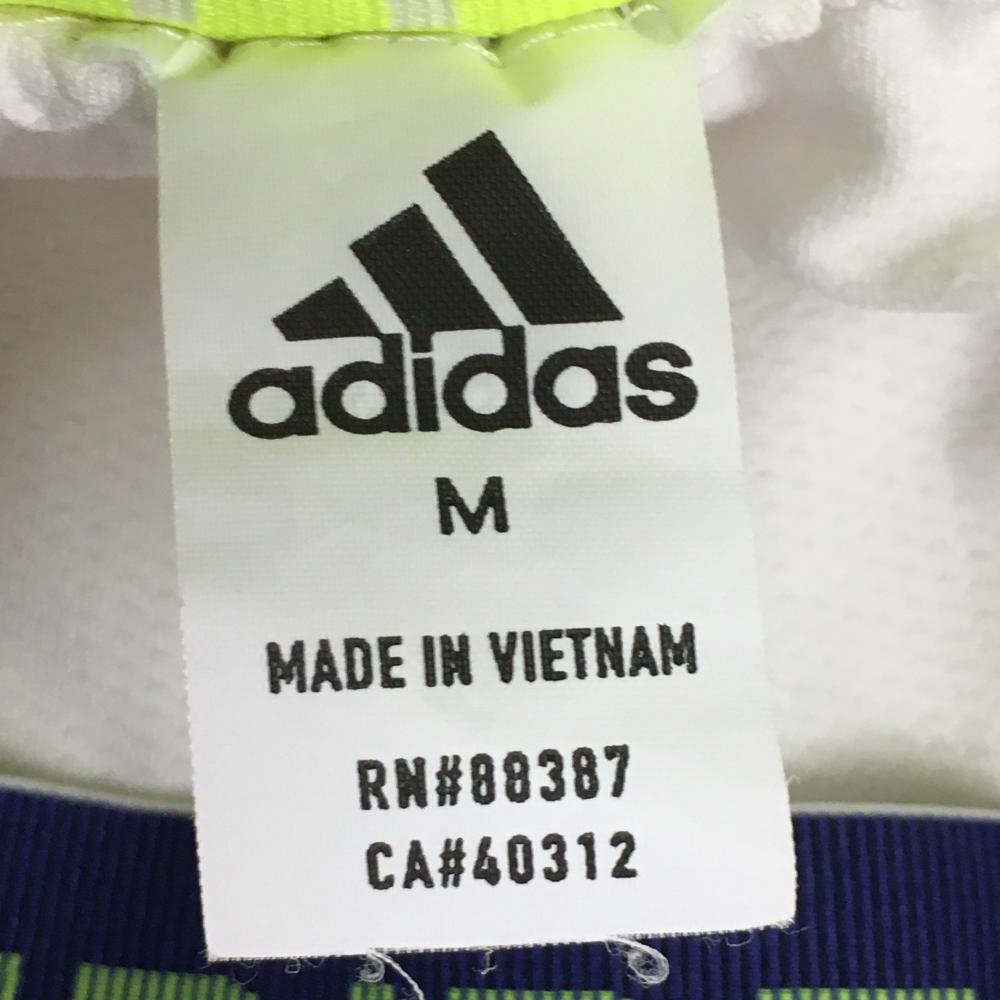 adidas
M
MADE IN VIETNAM
RN#88387
CA#40312